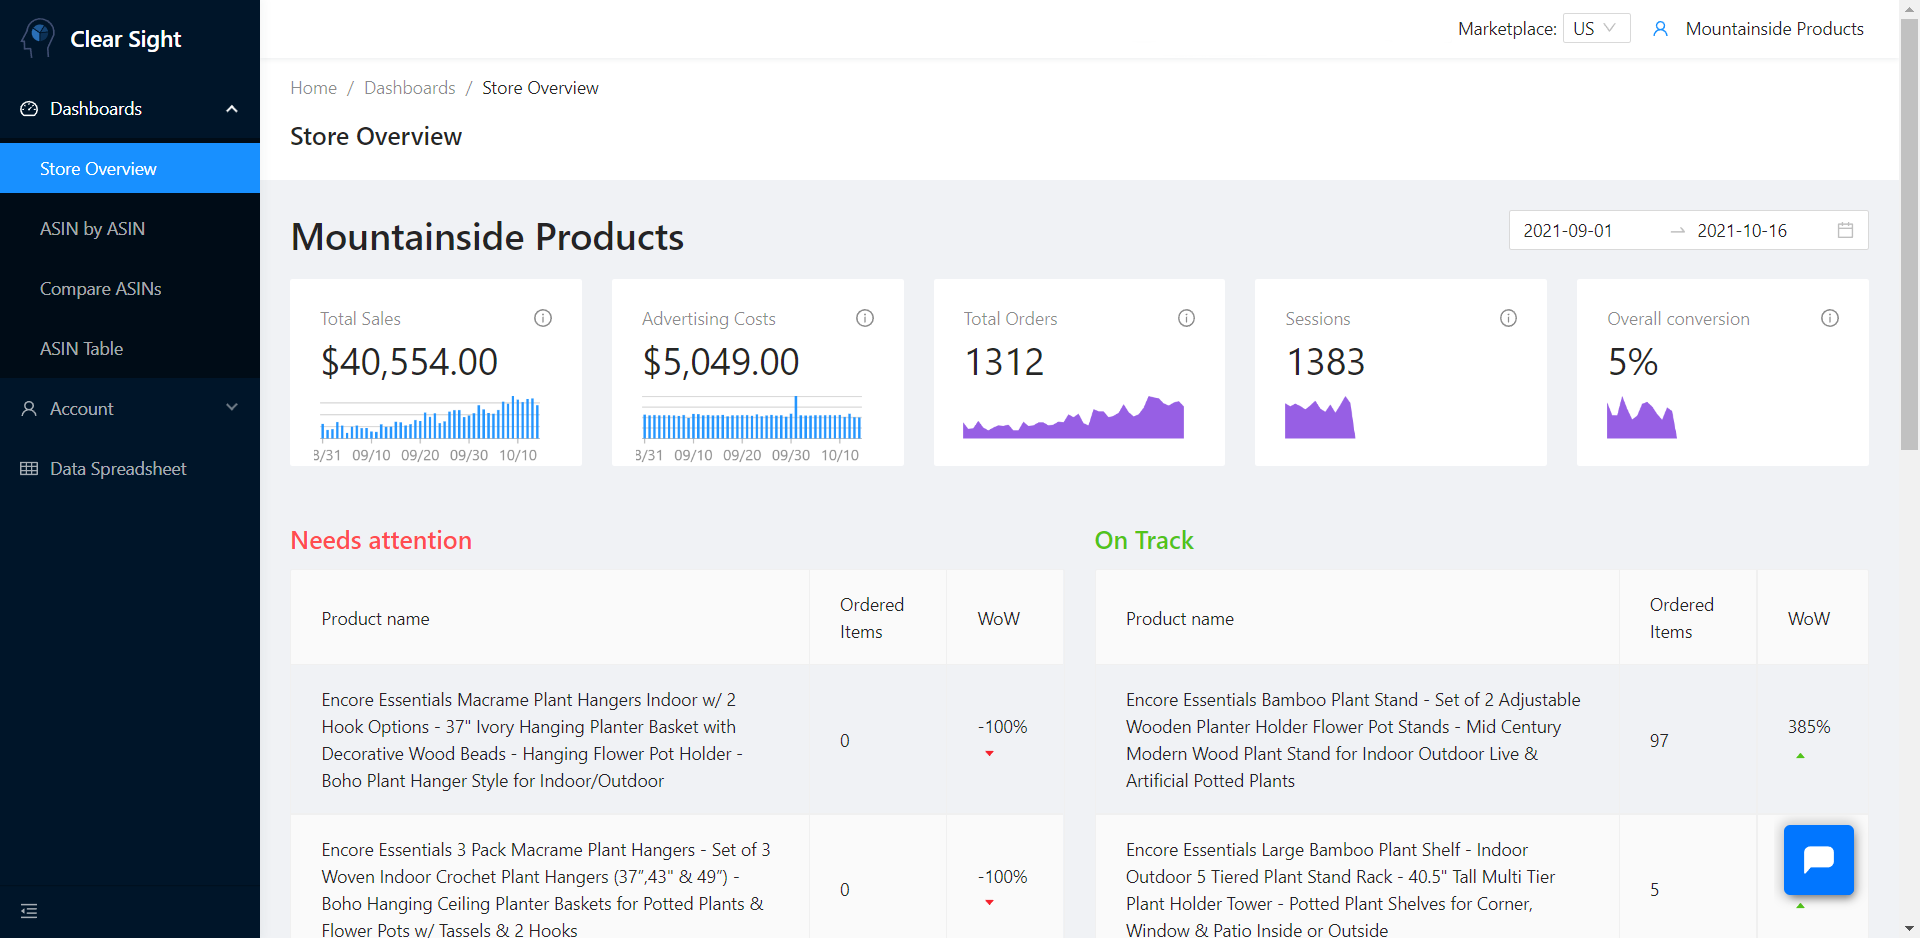 Clear Sight
Marketplace: US Mountainside Products
Dashboards
Store Overview
ASIN by ASIN
Compare ASINs
ASIN Table
Account
Data Spreadsheet
Home / Dashboards / Store Overview
Store Overview
Mountainside Products
2021-09-01 → 2021-10-16
Total Sales
$40,554.00
8/31 09/10 09/20 09/30 10/10
Advertising Costs
$5,049.00
8/31 09/10 09/20 09/30 10/10
Total Orders
1312
Sessions
1383
Overall conversion
5%
Needs attention
Product name
Ordered
Items
WoW
Encore Essentials Macrame Plant Hangers Indoor w/ 2
Hook Options - 37" Ivory Hanging Planter Basket with
Decorative Wood Beads - Hanging Flower Pot Holder -
Boho Plant Hanger Style for Indoor/Outdoor
0
-100%
Encore Essentials 3 Pack Macrame Plant Hangers - Set of 3
Woven Indoor Crochet Plant Hangers (37”,43" & 49”) -
Boho Hanging Ceiling Planter Baskets for Potted Plants &
Flower Pots w/ Tassels & 2 Hooks
0
-100%
On Track
Product name
Ordered
Items
WoW
Encore Essentials Bamboo Plant Stand - Set of 2 Adjustable
Wooden Planter Holder Flower Pot Stands - Mid Century
Modern Wood Plant Stand for Indoor Outdoor Live &
Artificial Potted Plants
97
385%
Encore Essentials Large Bamboo Plant Shelf - Indoor
Outdoor 5 Tiered Plant Stand Rack - 40.5" Tall Multi Tier
Plant Holder Tower - Potted Plant Shelves for Corner,
Window & Patio Inside or Outside
5